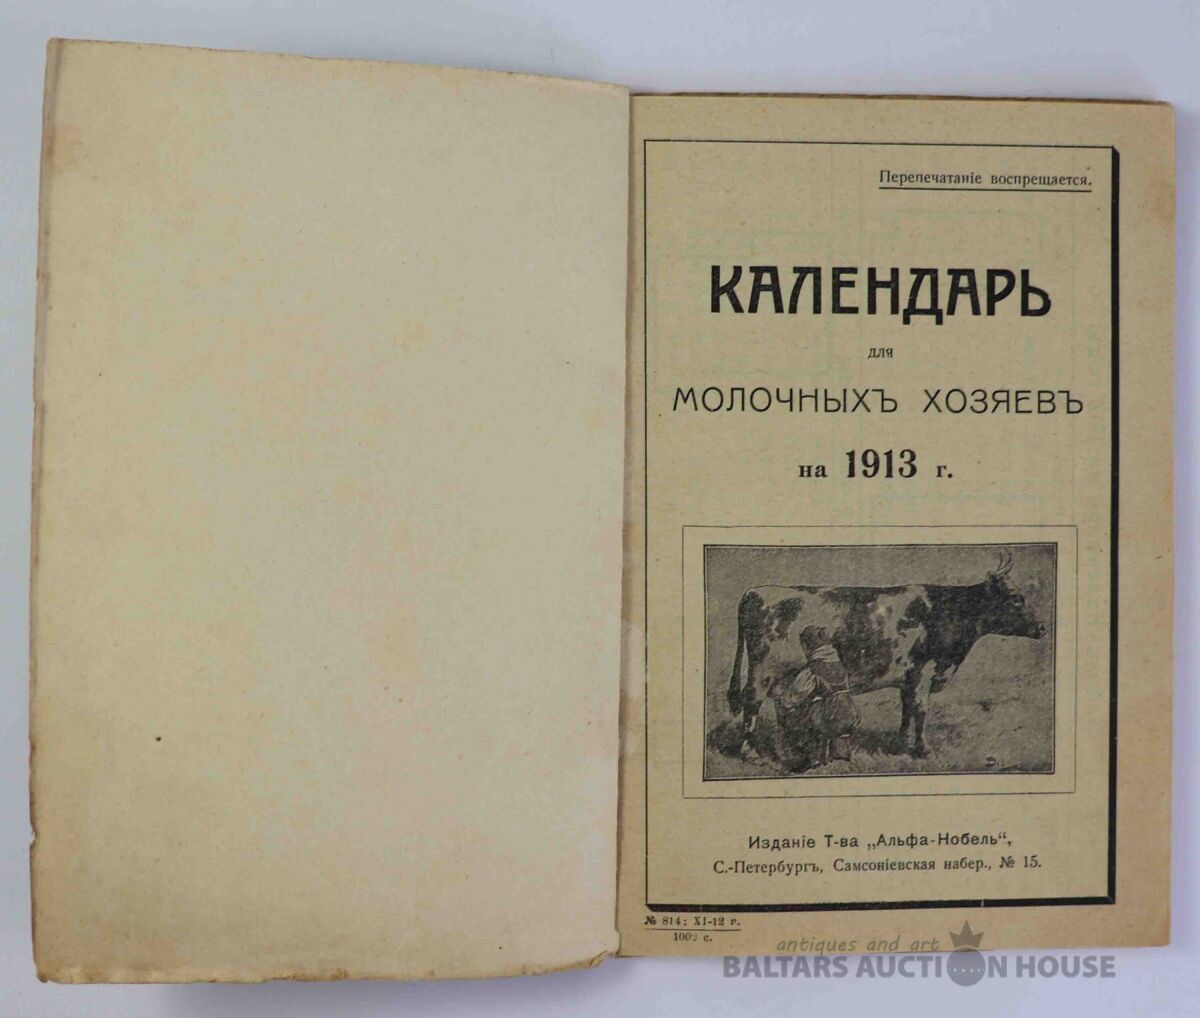 Перепечатаніе воспрещается.
КАЛЕНДАРЬ
для
МОЛОЧНЫХЪ ХОЗЯЕВЪ
на 1913 г.
Изданіе Т-ва „Альфа-Нобель“,
С.-Петербургъ, Самсоніевская набер., № 15.
№ 814: XI-12 г.
с.
antiques and art
BALTARS AUCTION HOUSE